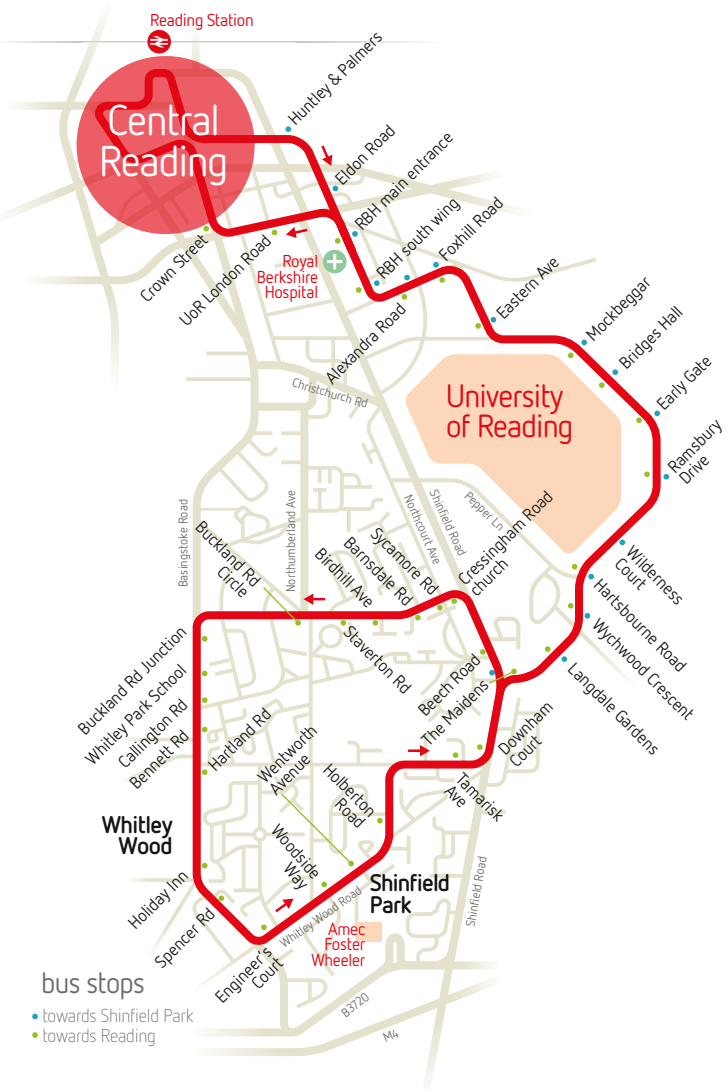 Reading Station
Central
Reading
Huntley & Palmers
Eldon Road
RBH main entrance
RBH south wing
Foxhill Road
Crown Street
UoR London Road
Royal
Berkshire
Hospital
Alexandra Road
Eastern Ave
Mockbeggar
Bridges Hall
Early Gate
Ramsbury
Drive
Christchurch Rd
University
of Reading
Basingstoke Road
Northumberland Ave
Northcourt Ave
Shinfield Road
Pepper Ln
Buckland Rd
Circle
Birdhill Ave
Barnsdale Rd
Sycamore Rd
Cressingham Road
church
Wilderness
Court
Hartsbourne Road
Wychwood Crescent
Langdale Gardens
Staverton Rd
Buckland Rd Junction
Whitley Park School
Callington Rd
Bennett Rd
Hartland Rd
Beech Road
The Maidens
Downham
Court
Tamarisk
Ave
Wentworth
Avenue
Holberton
Road
Whitley
Wood
Woodside
Way
Shinfield
Park
Shinfield Road
Holiday Inn
Spencer Rd
Engineer's
Court
Whitley Wood Road
Amec
Foster
Wheeler
B3720
M4
bus stops
• towards Shinfield Park
• towards Reading